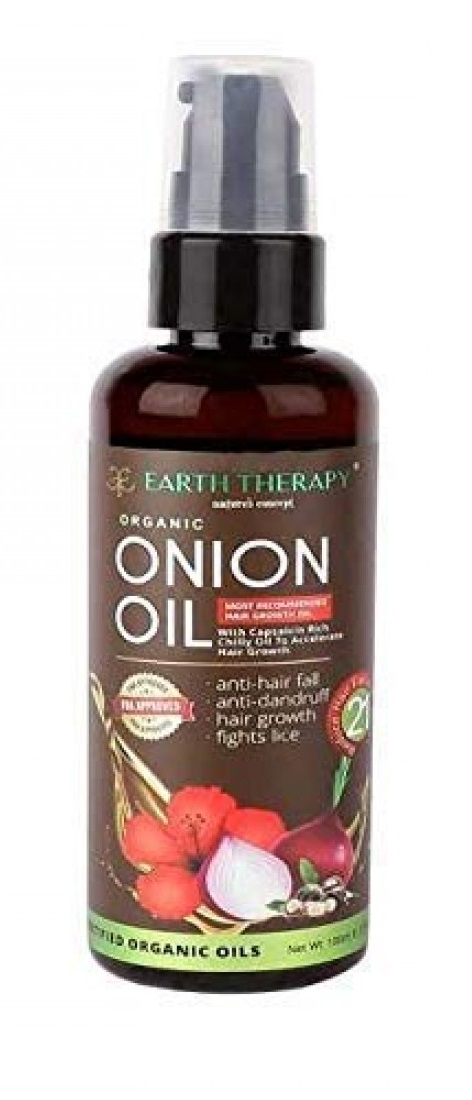 EARTH THERAPY®
nature's concept
ORGANIC
ONION
OIL
MOST RECOMMENDED
HAIR GROWTH OIL
With Capsaicin Rich
Chilly Oil To Accelerate
Hair Growth
· anti-hair fall
· anti-dandruff
· hair growth
· fights lice
FDA APPROVED
21
ORGANIC OILS
Net Wt. 100ml